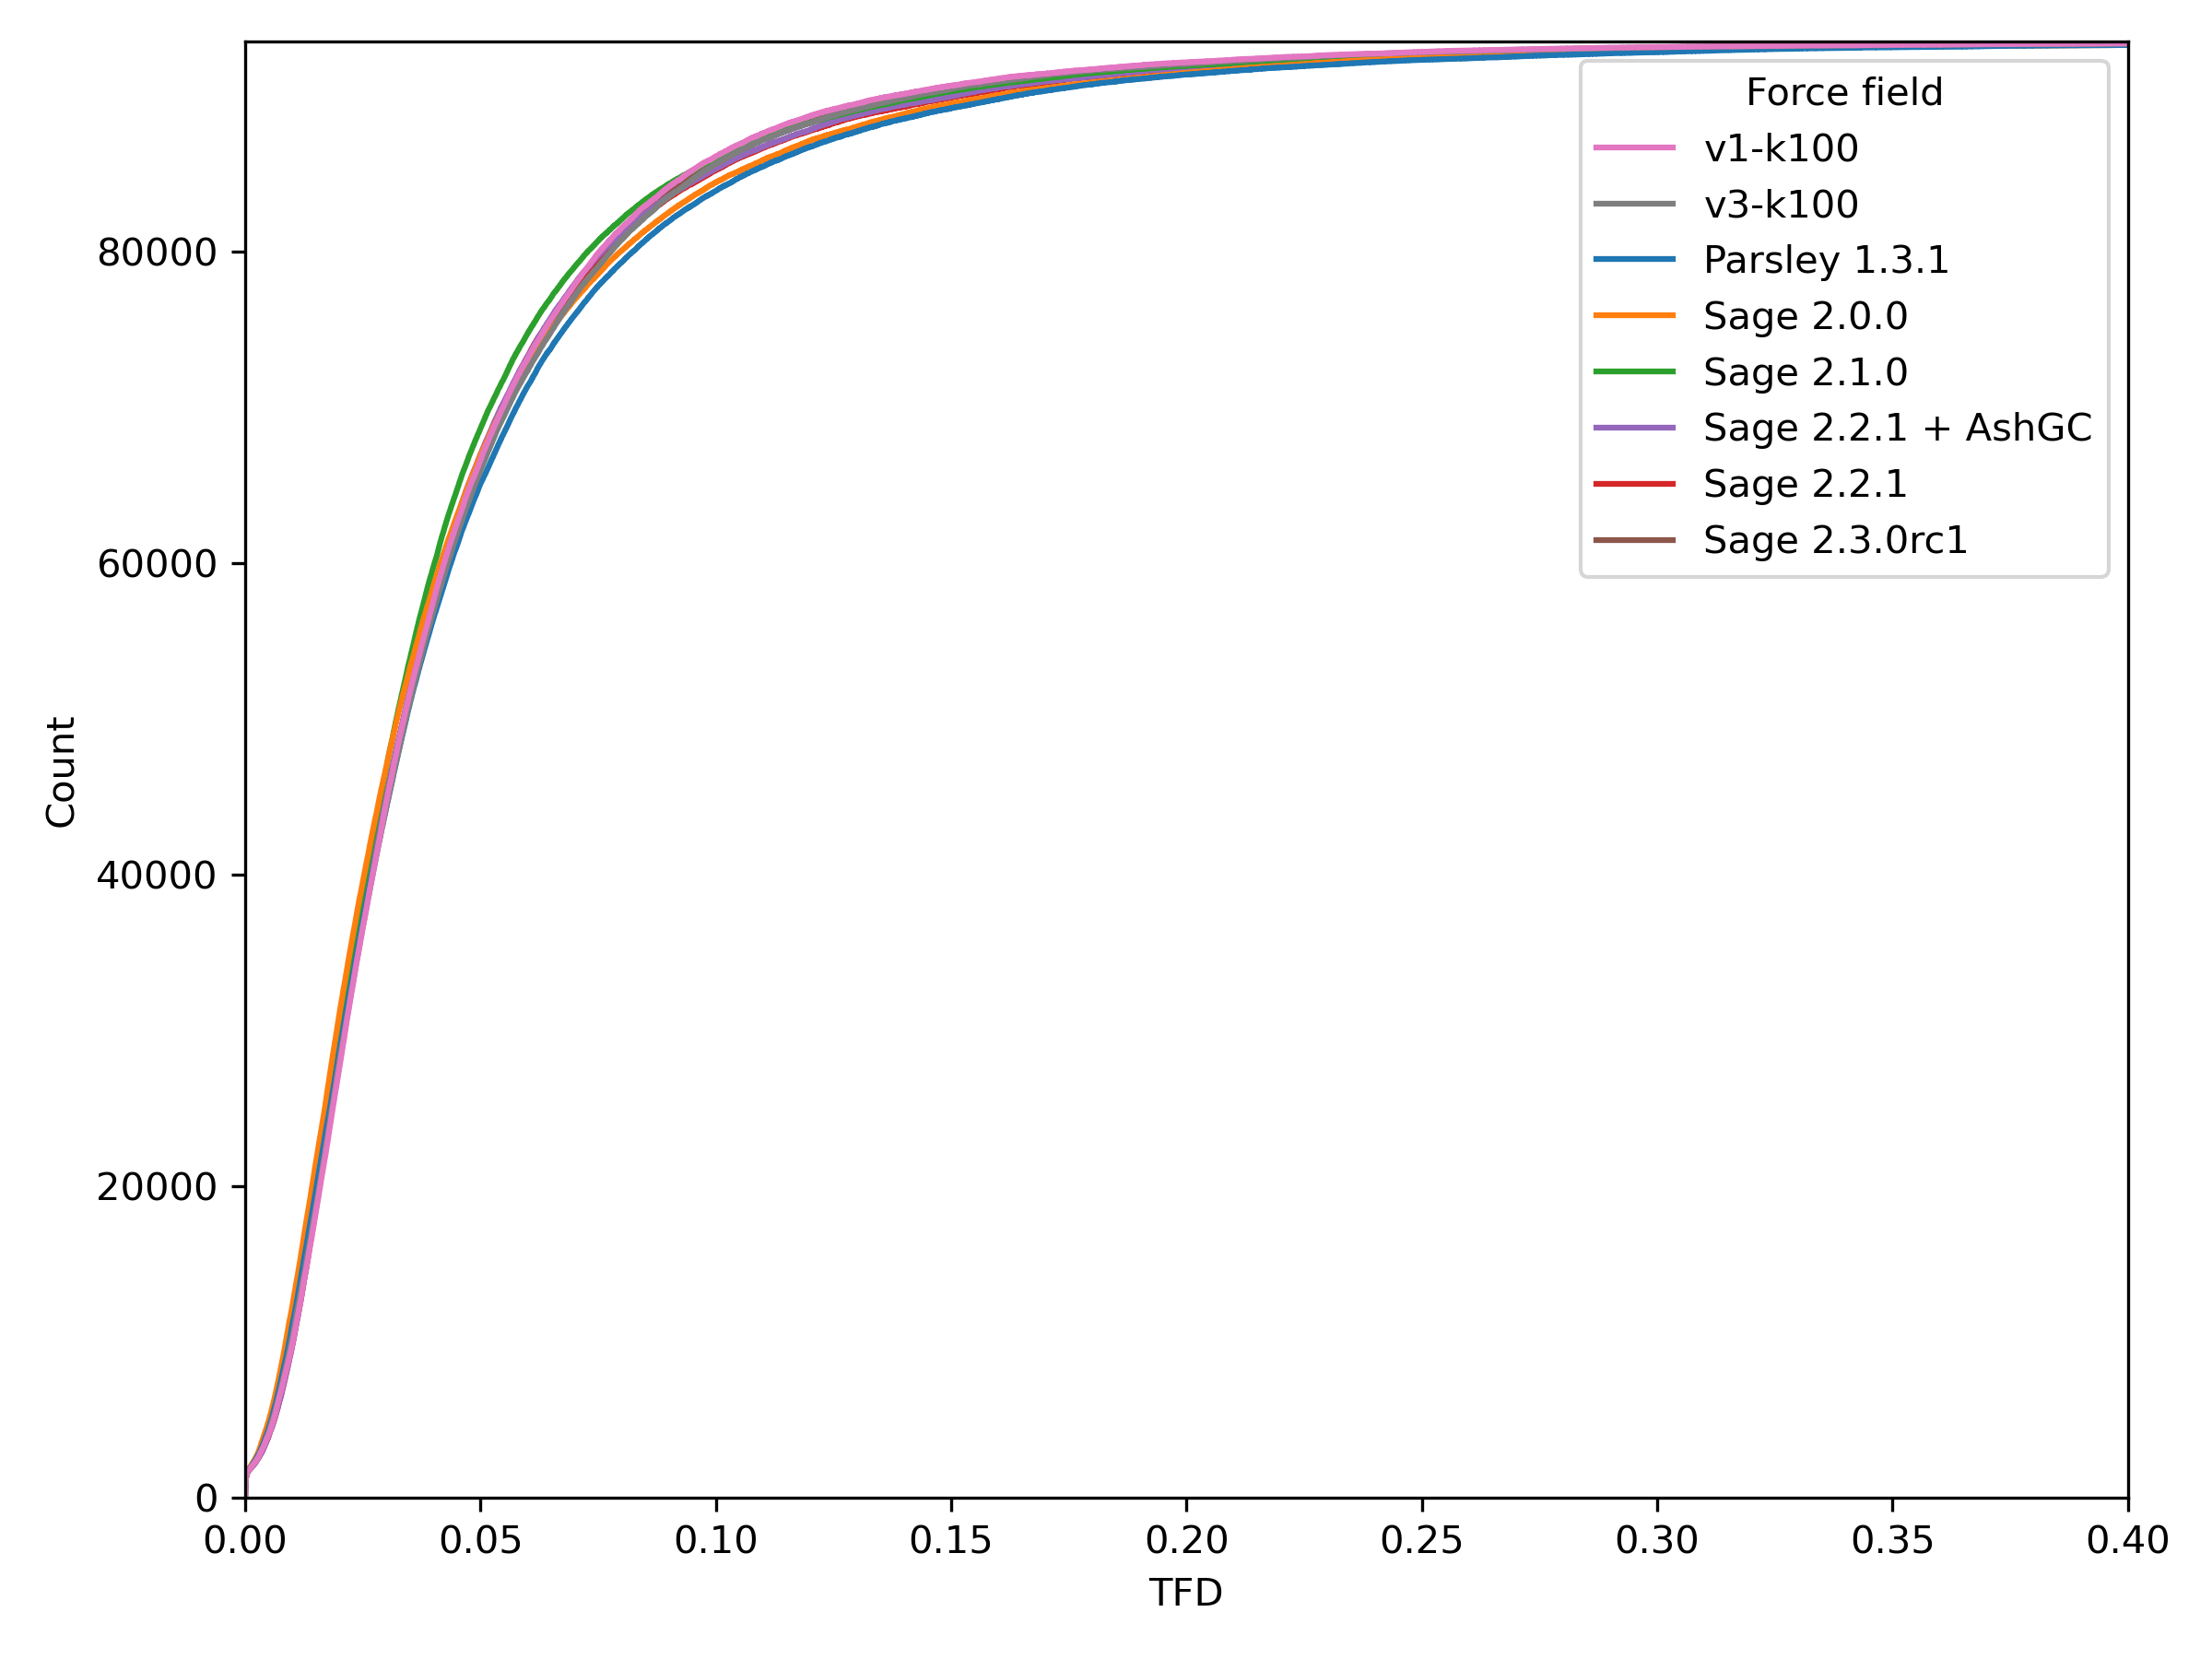 Force field
v1-k100
v3-k100
Parsley 1.3.1
Sage 2.0.0
Sage 2.1.0
Sage 2.2.1 + AshGC
Sage 2.2.1
Sage 2.3.0rc1
80000
60000
40000
20000
0
Count
0.00 0.05 0.10 0.15 0.20 0.25 0.30 0.35 0.40
TFD